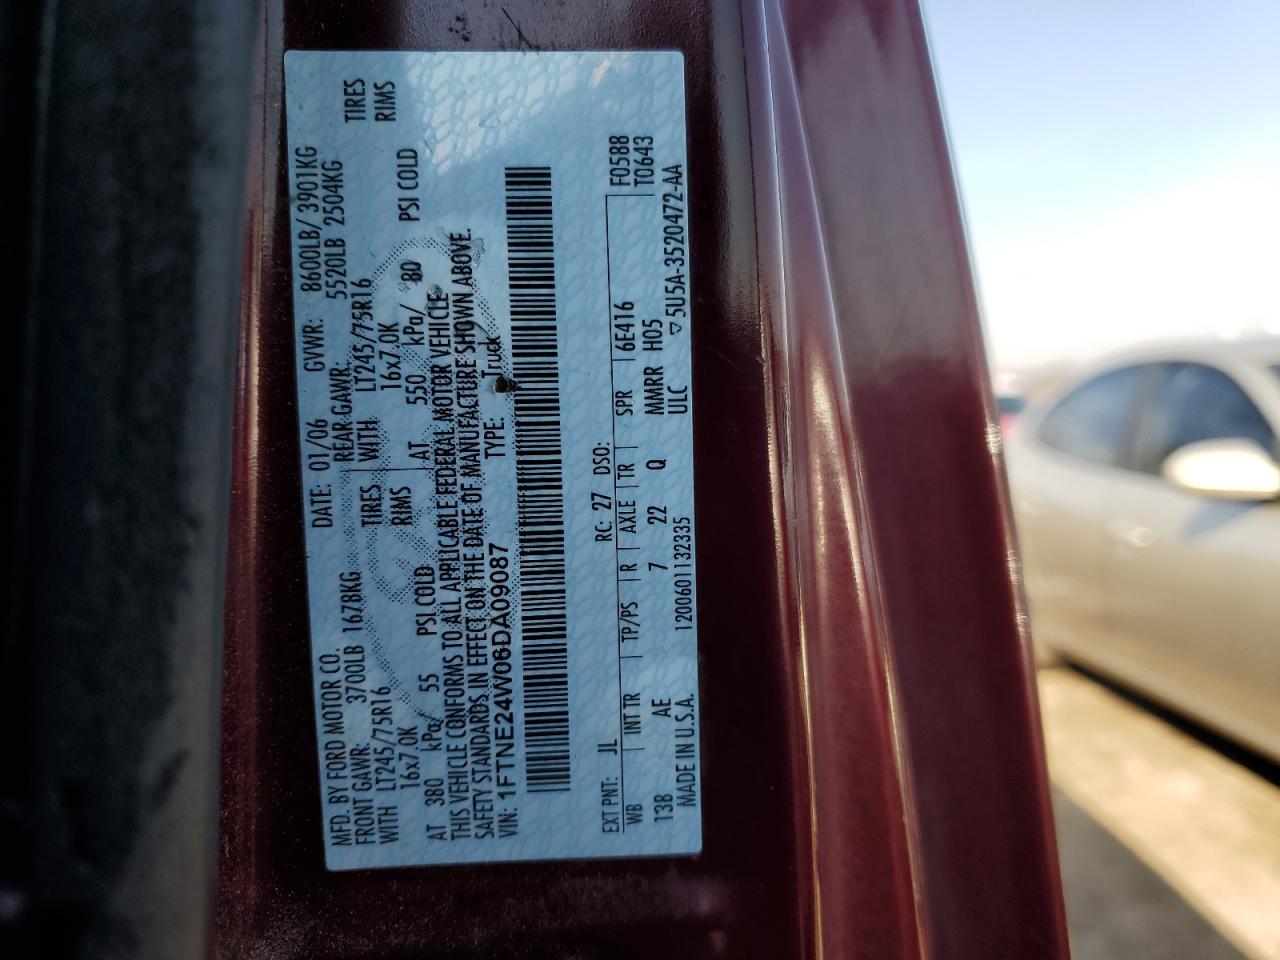 MFD. BY FORD MOTOR CO. DATE: 01/06 GVWR: 8600LB/ 3901KG
FRONT GAWR: 3700LB 1678KG REAR GAWR: 5520LB 2504KG
WITH LT245/75R16 TIRES WITH LT245/75R16 TIRES
16x7.0K RIMS 16x7.0K RIMS
AT 380 kPa/ 55 PSI COLD AT 550 kPa/ 80 PSI COLD
THIS VEHICLE CONFORMS TO ALL APPLICABLE FEDERAL MOTOR VEHICLE
SAFETY STANDARDS IN EFFECT ON THE DATE OF MANUFACTURE SHOWN ABOVE.
VIN: 1FTNE24W06DA09087 TYPE: Truck
EXT PNT: JL RC: 27 DSO: F0588
WB INT TR TP/PS R AXLE TR SPR 6E416 T0643
138 AE 7 22 Q MMRR H05
MADE IN U.S.A. 1200601132335 ULC ▽5U5A-3520472-AA